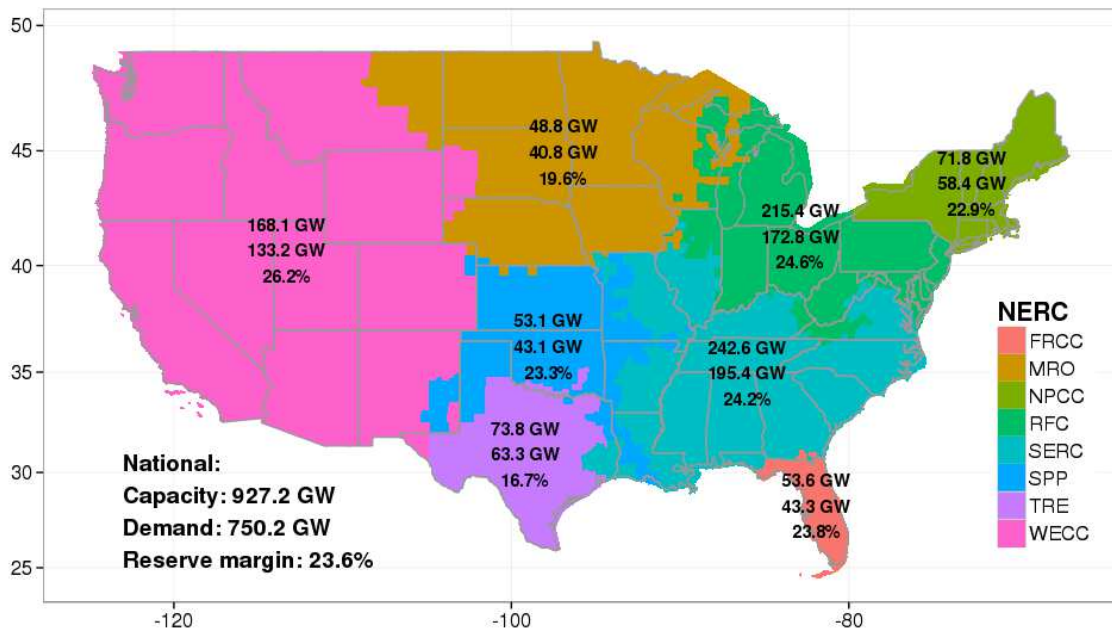 50
45
40
35
30
25
-120
-100
-80
48.8 GW
40.8 GW
19.6%
71.8 GW
58.4 GW
22.9%
168.1 GW
133.2 GW
26.2%
215.4 GW
172.8 GW
24.6%
53.1 GW
43.1 GW
23.3%
242.6 GW
195.4 GW
24.2%
73.8 GW
63.3 GW
16.7%
53.6 GW
43.3 GW
23.8%
National:
Capacity: 927.2 GW
Demand: 750.2 GW
Reserve margin: 23.6%
NERC
FRCC
MRO
NPCC
RFC
SERC
SPP
TRE
WECC